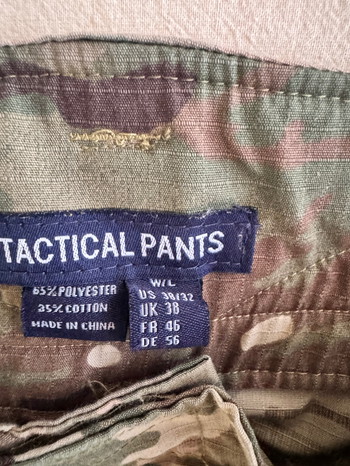 TACTICAL PANTS
65% POLYESTER
35% COTTON
MADE IN CHINA
W/L
US 38/32
UK 38
FR 46
DE 56